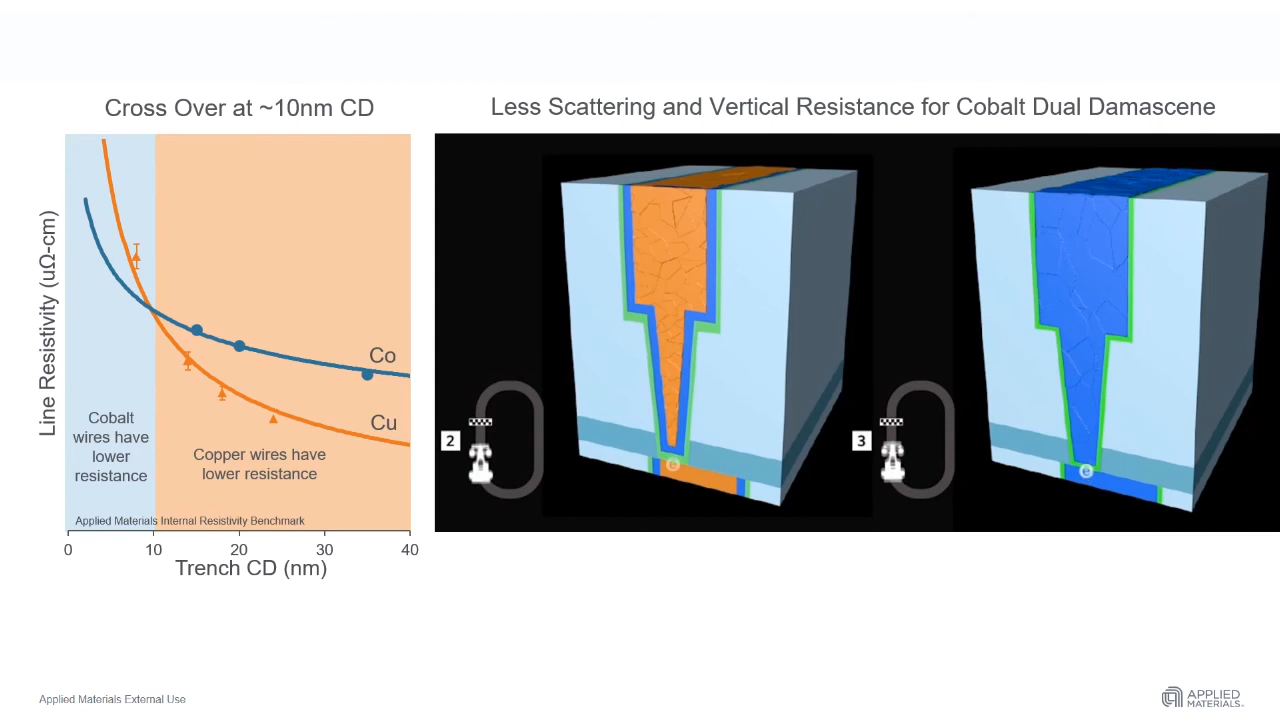 Cross Over at ~10nm CD
Less Scattering and Vertical Resistance for Cobalt Dual Damascene
Line Resistivity (uΩ-cm)
Co
Cu
Cobalt
wires have
lower
resistance
Copper wires have
lower resistance
Applied Materials Internal Resistivity Benchmark
0
10
20
30
40
Trench CD (nm)
2
e
3
e
Applied Materials External Use
APPLIED
MATERIALS